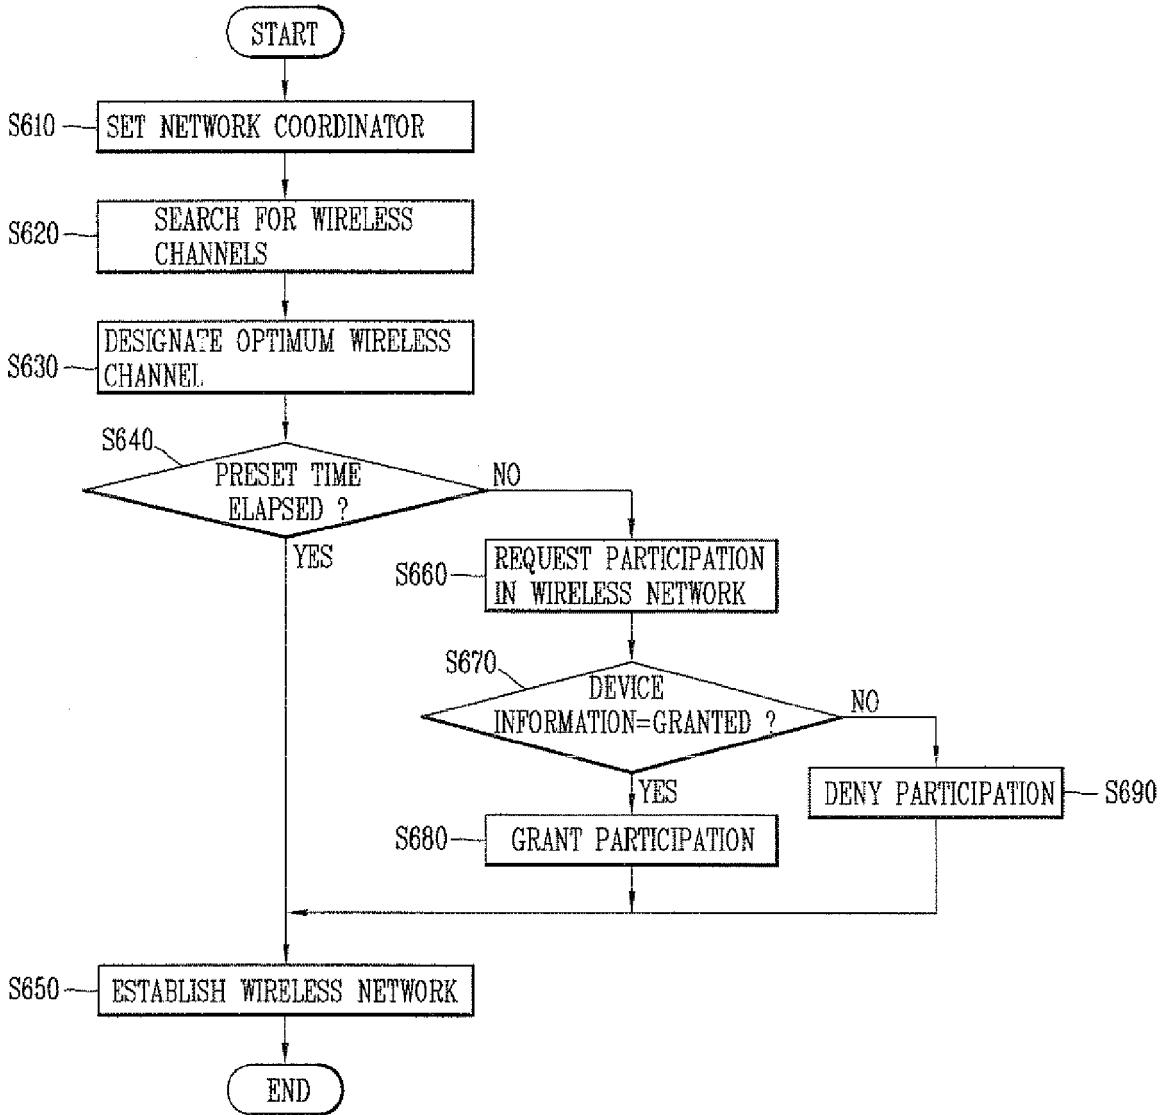 START
S610
SET NETWORK COORDINATOR
S620
SEARCH FOR WIRELESS
CHANNELS
S630
DESIGNATE OPTIMUM WIRELESS
CHANNEL
S640
PRESET TIME
ELAPSED ?
NO
YES
S660
REQUEST PARTICIPATION
IN WIRELESS NETWORK
S670
DEVICE
INFORMATION=GRANTED ?
NO
YES
DENY PARTICIPATION
S690
S680
GRANT PARTICIPATION
S650
ESTABLISH WIRELESS NETWORK
END